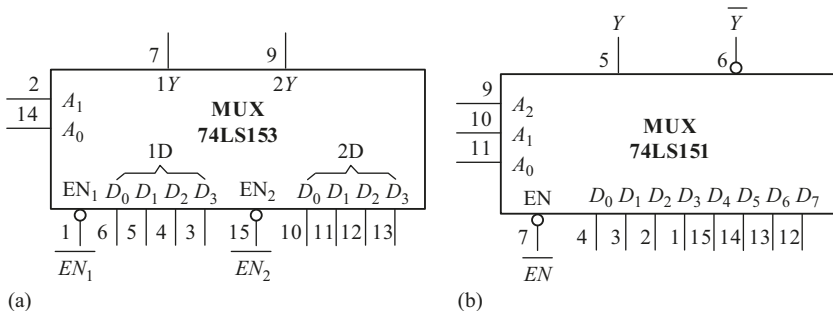 7 9
2 1Y 2Y
A1 MUX
14 74LS153
A0
1D 2D
EN1 D0 D1 D2 D3 EN2 D0 D1 D2 D3
1 6 5 4 3 15 10 11 12 13
EN1 EN2
(a)
Y Y
5 6
9 A2
10 A1 MUX
11 A0 74LS151
EN D0 D1 D2 D3 D4 D5 D6 D7
7 4 3 2 1 15 14 13 12
EN
(b)